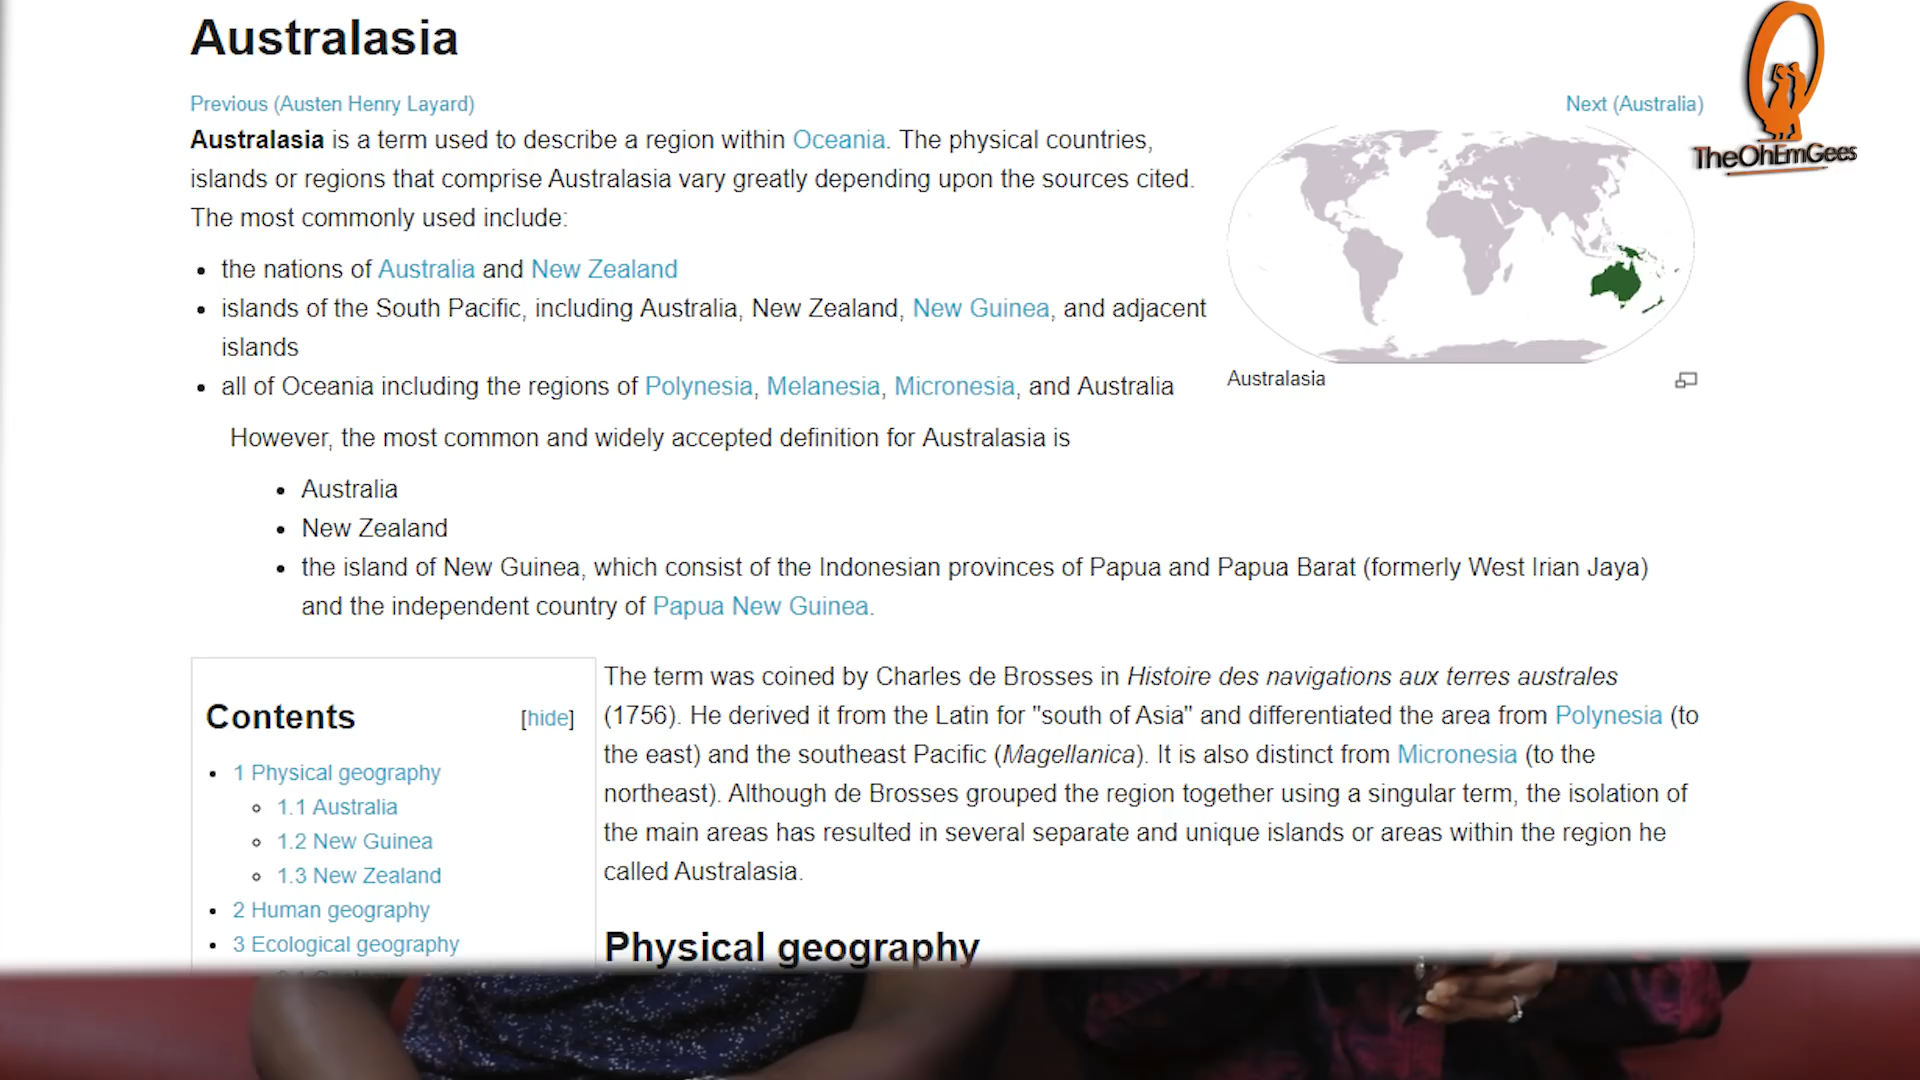 Australasia
Previous (Austen Henry Layard)
Next (Australia)
TheOhEmGees
Australasia is a term used to describe a region within Oceania. The physical countries,
islands or regions that comprise Australasia vary greatly depending upon the sources cited.
The most commonly used include:
• the nations of Australia and New Zealand
• islands of the South Pacific, including Australia, New Zealand, New Guinea, and adjacent
islands
• all of Oceania including the regions of Polynesia, Melanesia, Micronesia, and Australia
Australasia
However, the most common and widely accepted definition for Australasia is
• Australia
• New Zealand
• the island of New Guinea, which consist of the Indonesian provinces of Papua and Papua Barat (formerly West Irian Jaya)
and the independent country of Papua New Guinea.
Contents [hide]
• 1 Physical geography
1.1 Australia
1.2 New Guinea
1.3 New Zealand
• 2 Human geography
• 3 Ecological geography
The term was coined by Charles de Brosses in Histoire des navigations aux terres australes
(1756). He derived it from the Latin for "south of Asia" and differentiated the area from Polynesia (to
the east) and the southeast Pacific (Magellanica). It is also distinct from Micronesia (to the
northeast). Although de Brosses grouped the region together using a singular term, the isolation of
the main areas has resulted in several separate and unique islands or areas within the region he
called Australasia.
Physical geography